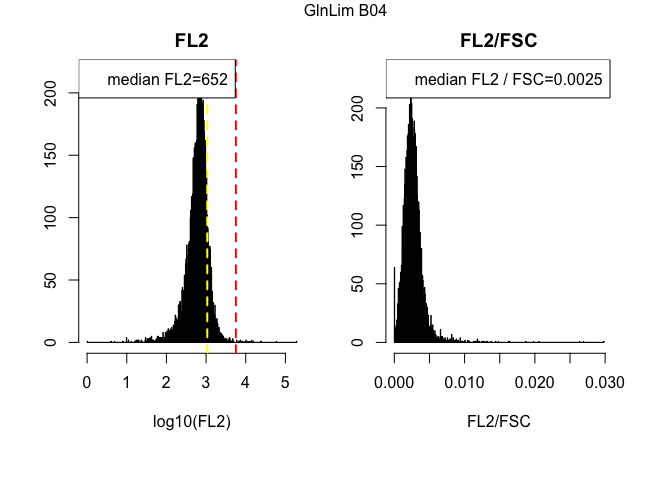 GlnLim B04
FL2
median FL2=652
0 50 100 150 200
0 1 2 3 4 5
log10(FL2)
FL2/FSC
median FL2 / FSC=0.0025
0 50 100 150 200
0.000 0.010 0.020 0.030
FL2/FSC